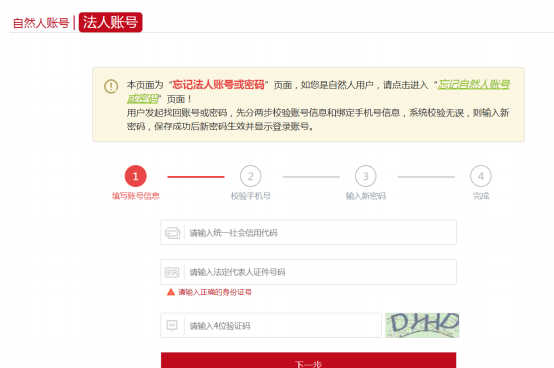 自然人账号 | 法人账号
本页面为“忘记法人账号或密码”页面，如您是自然人用户，请点击进入“忘记自然人账号
或密码”页面！
用户发起找回账号或密码，先分两步校验账号信息和绑定手机号信息，系统校验无误，则输入新
密码，保存成功后新密码生效并显示登录账号。
1 2 3 4
填写账号信息 校验手机号 输入新密码 完成
请输入统一社会信用代码
请输入法定代表人证件号码
请输入正确的身份证号
请输入4位验证码
下一步